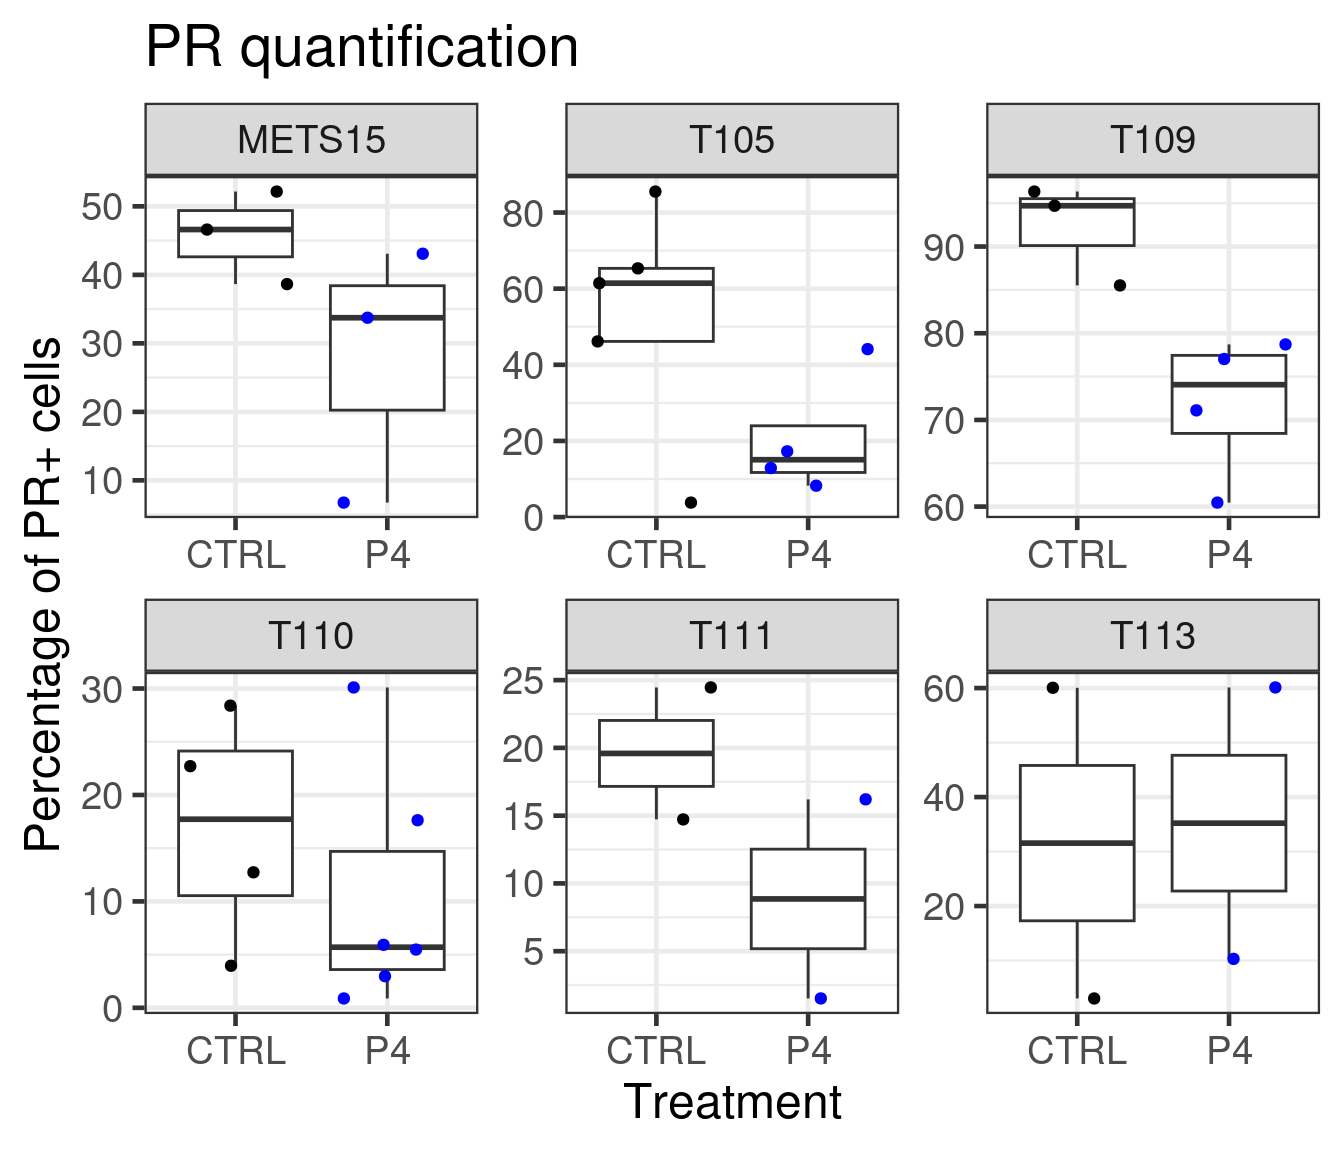 PR quantification
METS15
T105
T109
50
40
30
20
10
80
60
40
20
0
90
80
70
60
CTRL
P4
CTRL
P4
CTRL
P4
Percentage of PR+ cells
T110
T111
T113
30
20
10
0
25
20
15
10
5
60
40
20
CTRL
P4
CTRL
P4
CTRL
P4
Treatment